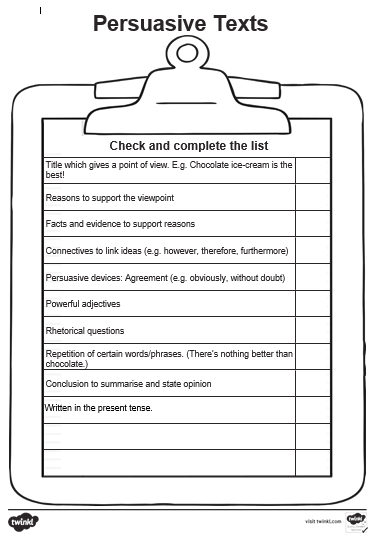 Persuasive Texts
Check and complete the list
Title which gives a point of view. E.g. Chocolate ice-cream is the
best!
Reasons to support the viewpoint
Facts and evidence to support reasons
Connectives to link ideas (e.g. however, therefore, furthermore)
Persuasive devices: Agreement (e.g. obviously, without doubt)
Powerful adjectives
Rhetorical questions
Repetition of certain words/phrases. (There's nothing better than
chocolate.)
Conclusion to summarise and state opinion
Written in the present tense.
twinkl
visit twinkl.com
twinkl